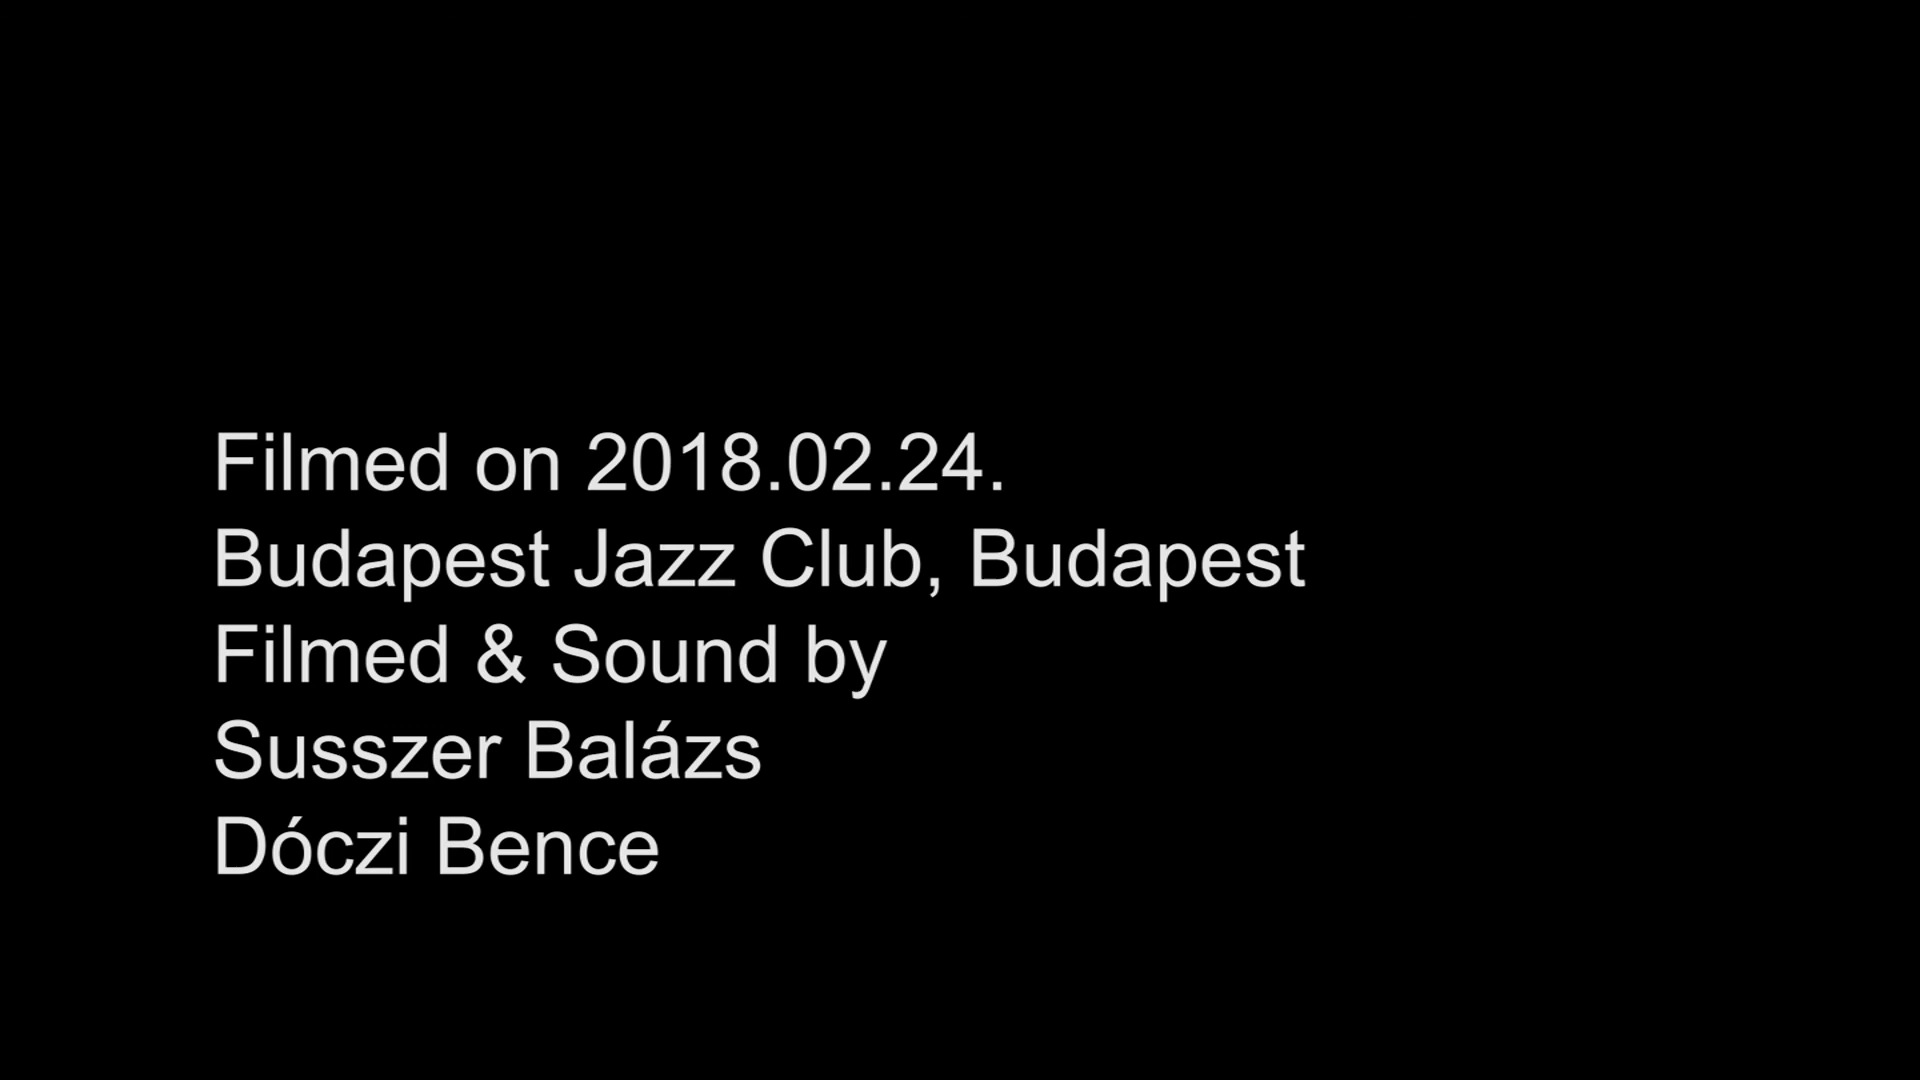 Filmed on 2018.02.24.
Budapest Jazz Club, Budapest
Filmed & Sound by
Susszer Balázs
Dóczi Bence